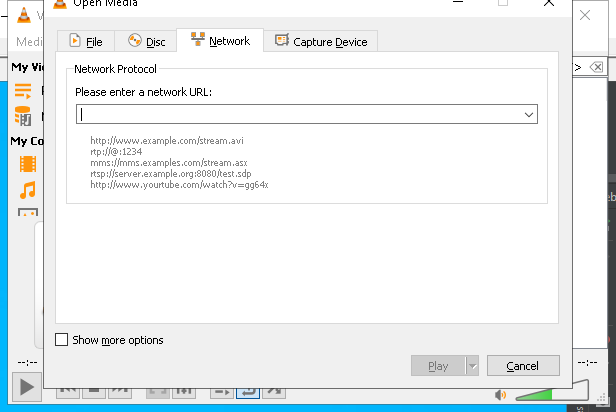 Open Media
V
Medi
File
Disc
Network
Capture Device
My Vi
>
Network Protocol
Please enter a network URL:
My Co
http://www.example.com/stream.avi
rtp://@:1234
mms://mms.examples.com/stream.asx
rtsp://server.example.org:8080/test.sdp
http://www.yourtube.com/watch?v=gg64x
Show more options
--:--
--:--
Play
Cancel